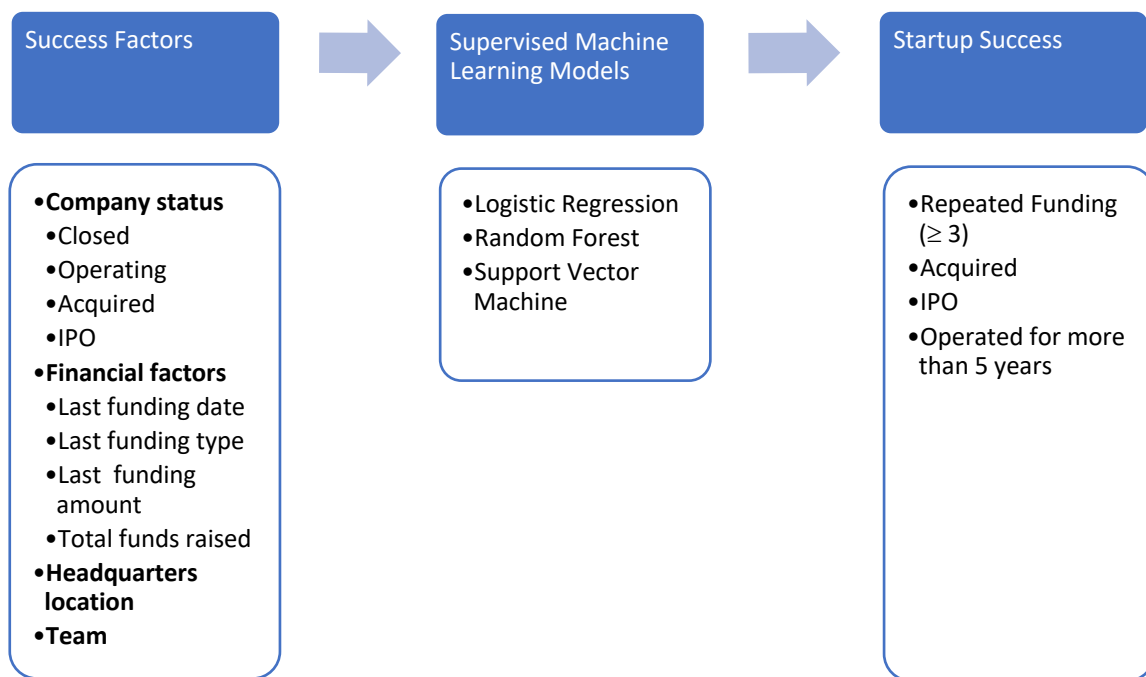 Success Factors
•Company status
•Closed
•Operating
•Acquired
•IPO
•Financial factors
•Last funding date
•Last funding type
•Last funding
amount
•Total funds raised
•Headquarters
location
•Team
Supervised Machine
Learning Models
•Logistic Regression
•Random Forest
•Support Vector
Machine
Startup Success
•Repeated Funding
(≥ 3)
•Acquired
•IPO
•Operated for more
than 5 years